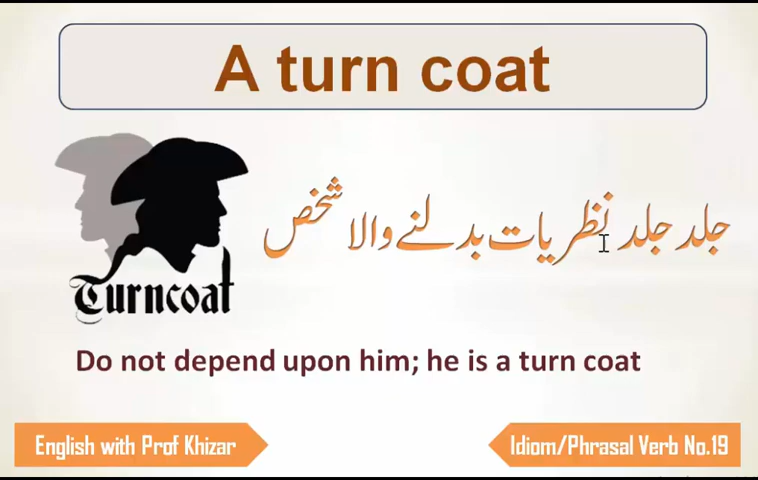 A turn coat
Turncoat
جلد جلد نظریات بدلنے والا شخص
Do not depend upon him; he is a turn coat
English with Prof Khizar
Idiom/Phrasal Verb No.19